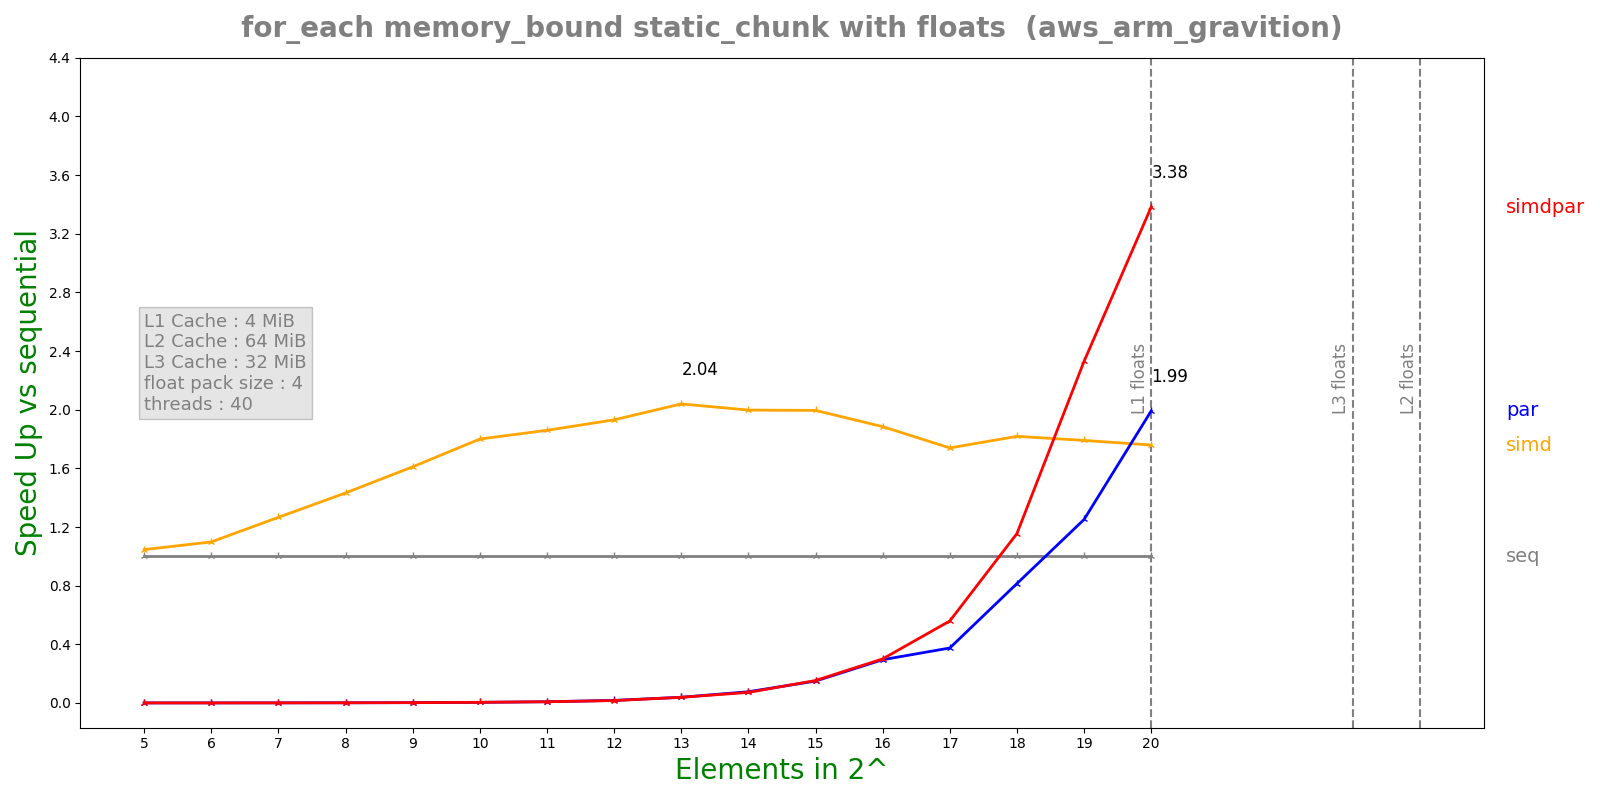 for_each memory_bound static_chunk with floats (aws_arm_gravition)
Speed Up vs sequential
4.4
4.0
3.6
3.2
2.8
2.4
2.0
1.6
1.2
0.8
0.4
0.0
L1 Cache : 4 MiB
L2 Cache : 64 MiB
L3 Cache : 32 MiB
float pack size : 4
threads : 40
2.04
3.38
1.99
L1 floats
L3 floats
L2 floats
simdpar
par
simd
seq
5 6 7 8 9 10 11 12 13 14 15 16 17 18 19 20
Elements in 2^